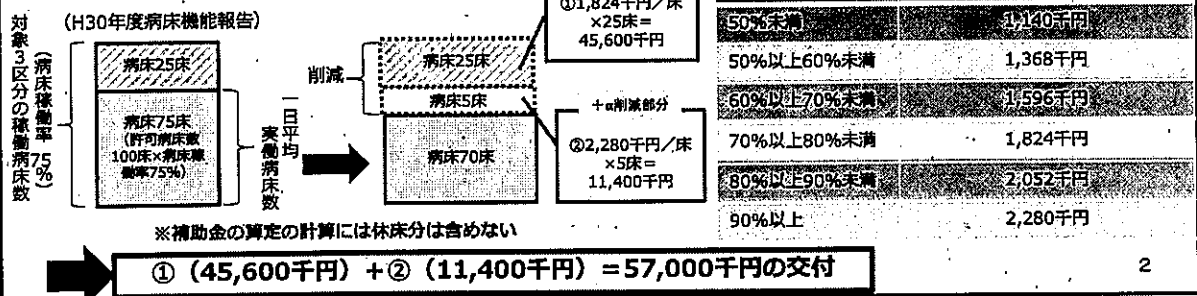 (H30年度病床機能報告)
対象3区分の稼働病床数
(病床稼働率 75%)
病床25床
病床75床
(許可病床数
100床×病床稼
働率75%)
一日平均
実働病床数
削減
病床25床
病床5床
病床70床
①1,824千円/床
×25床=
45,600千円
+α削減部分
②2,280千円/床
×5床=
11,400千円
50%未満 1,140千円
50%以上60%未満 1,368千円
60%以上70%未満 1,596千円
70%以上80%未満 1,824千円
80%以上90%未満 2,052千円
90%以上 2,280千円
※補助金の算定の計算には休床分は含めない
①(45,600千円)+②(11,400千円)=57,000千円の交付
2